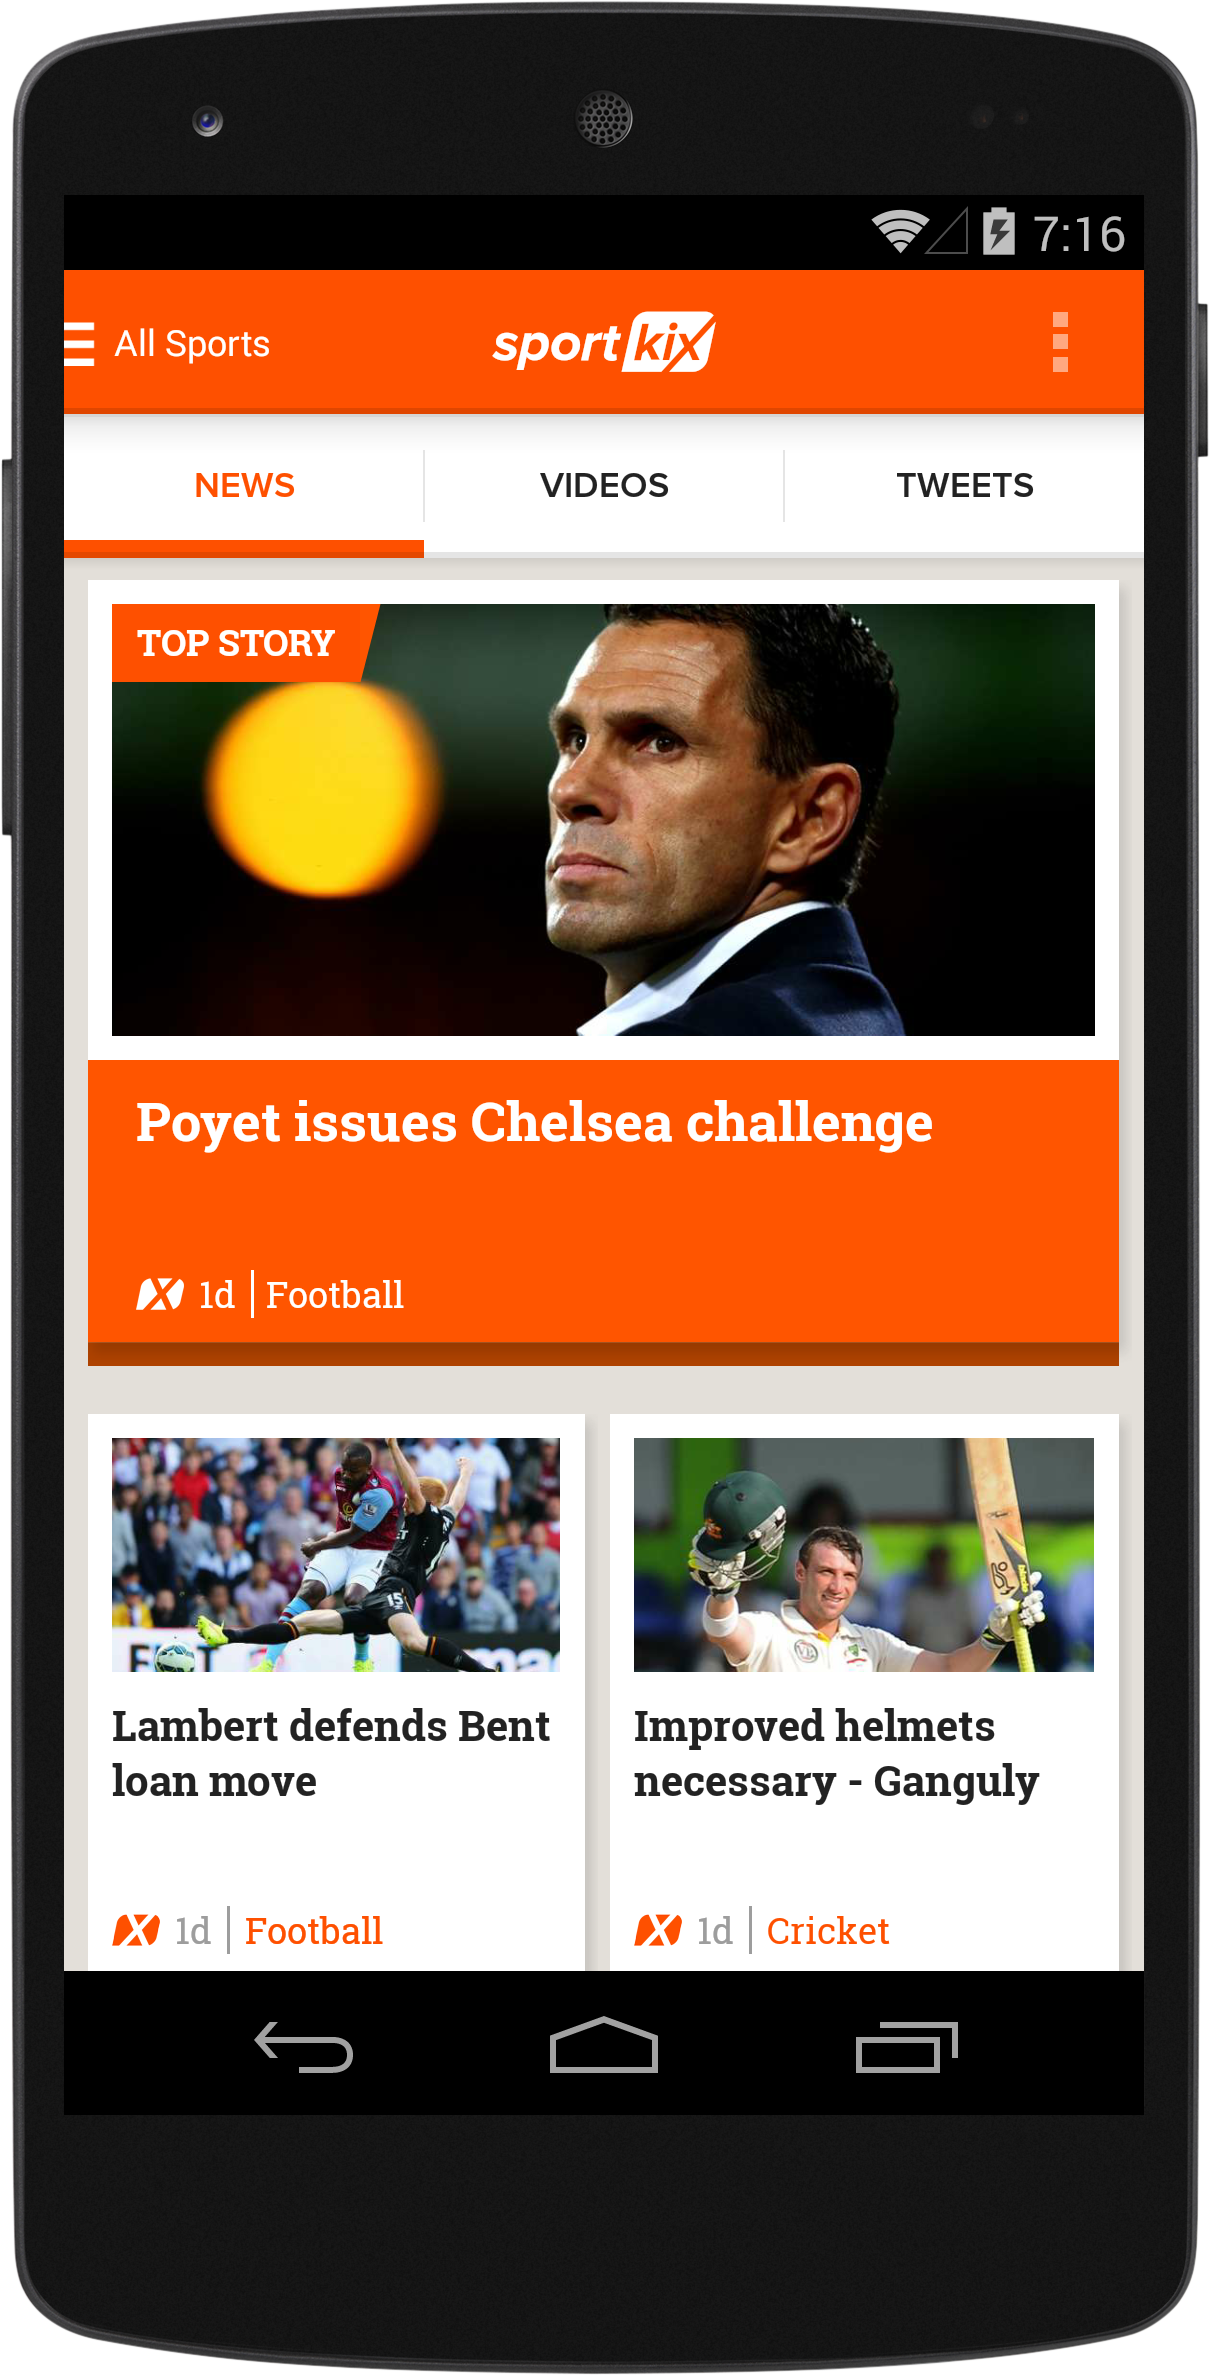 7:16
All Sports
sportkix
NEWS
VIDEOS
TWEETS
TOP STORY
Poyet issues Chelsea challenge
1d
Football
15
Lambert defends Bent
loan move
Improved helmets
necessary - Ganguly
1d
Football
1d
Cricket